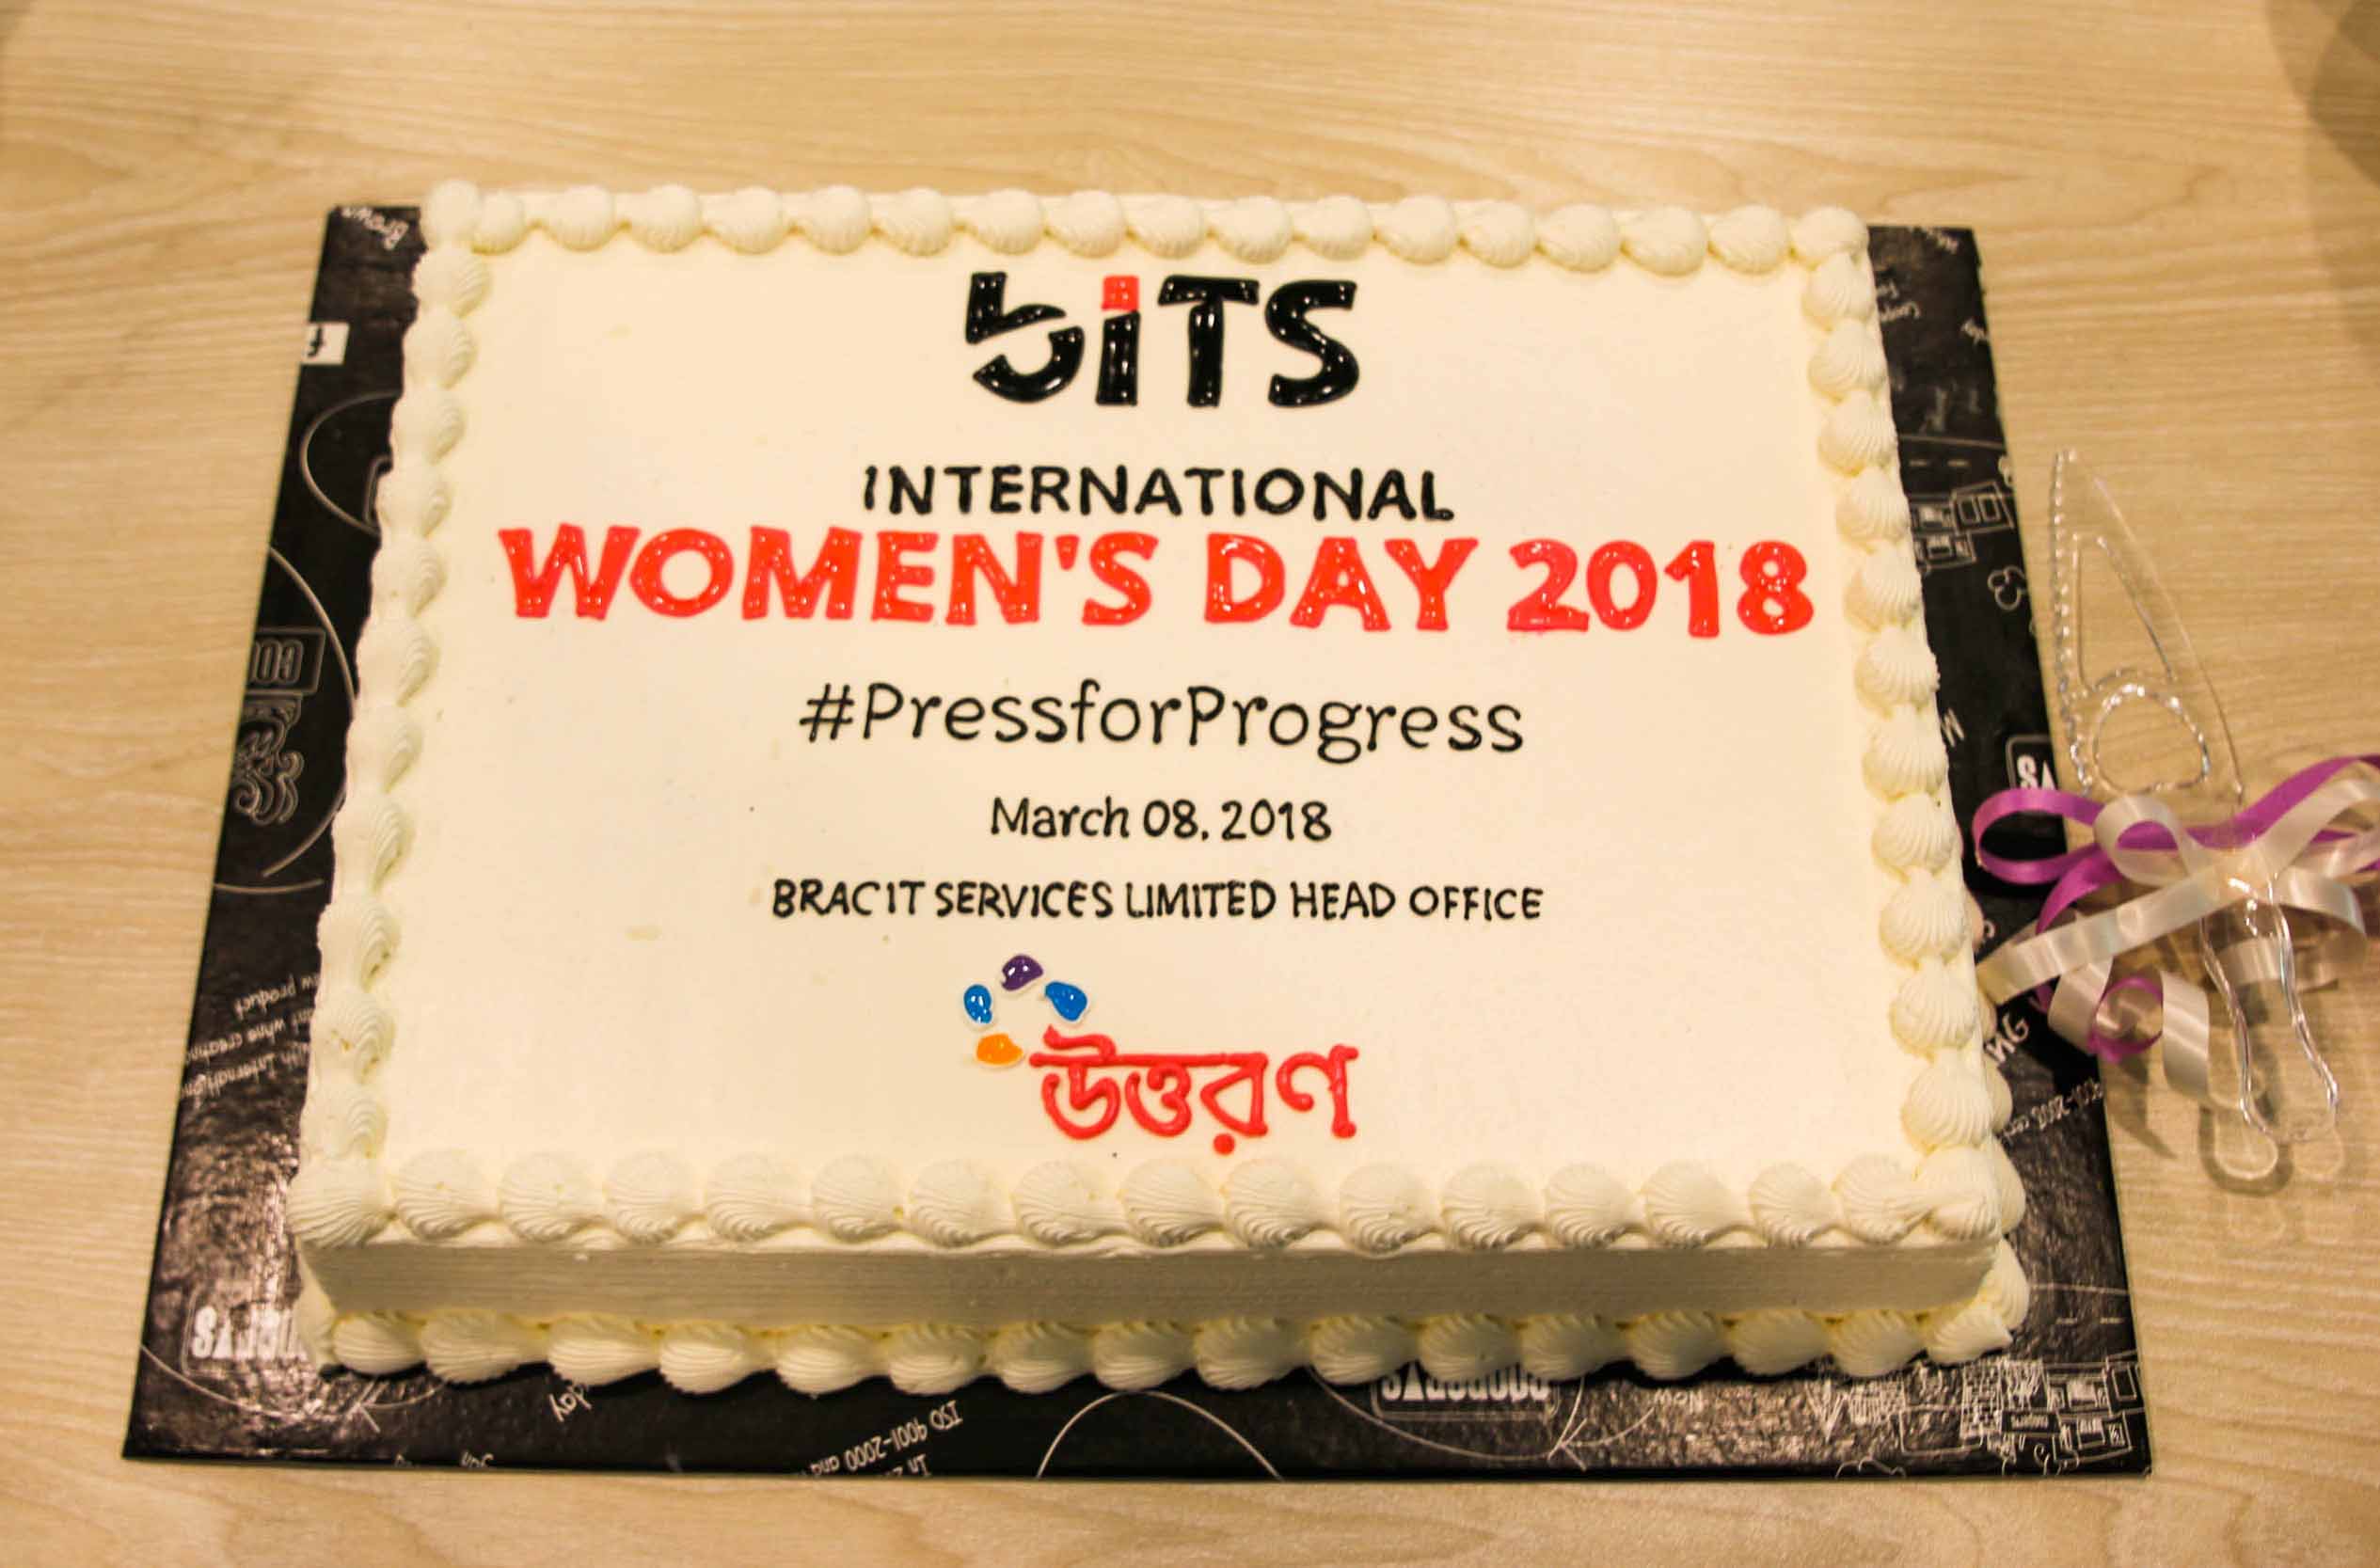 biTS
INTERNATIONAL
WOMEN'S DAY 2018
#PressforProgress
March 08, 2018
BRAC IT SERVICES LIMITED HEAD OFFICE
উত্তরণ